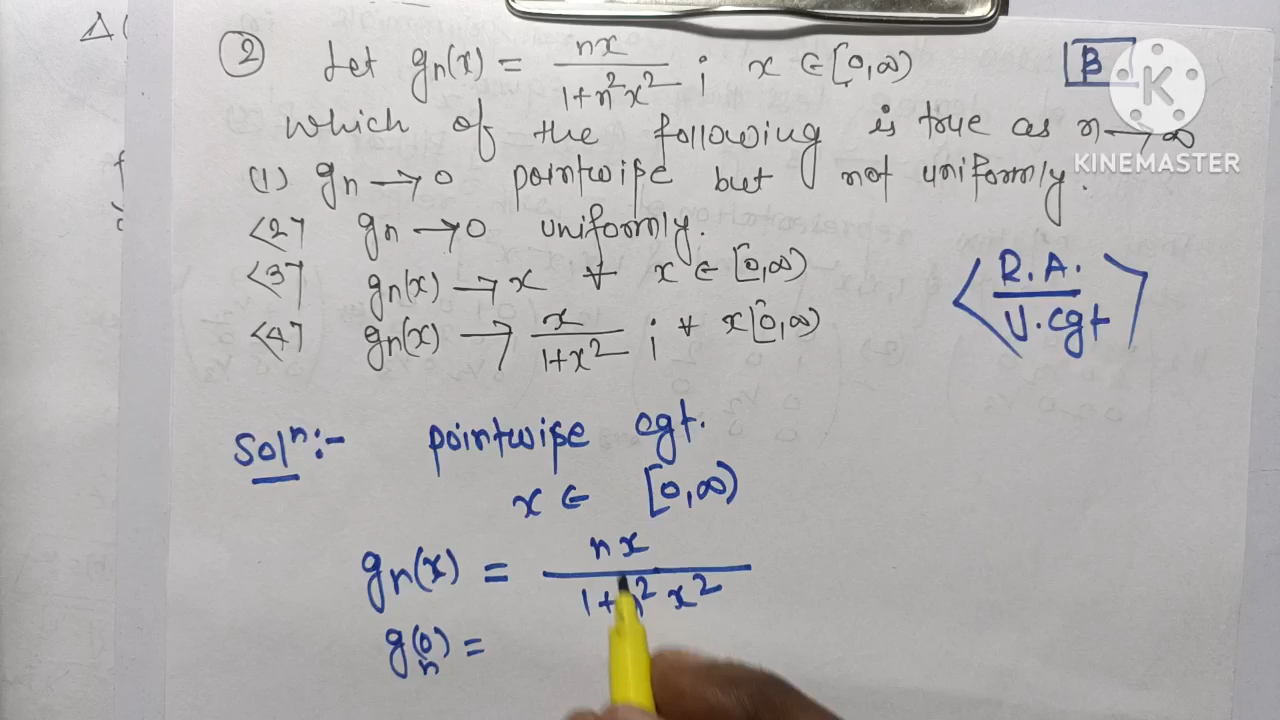 Δ(
② Let gn(x) = nx / 1+n²x² ; x ∈ [0,∞) B
K
KINEMASTER
which of the following is true as n→∞
(1) gn → 0 pointwise but not uniformly.
<2> gn → 0 uniformly.
<3> gn(x) → x ∀ x ∈ [0,∞)
<4> gn(x) → x / 1+x² ; ∀ x[0,∞)
< R.A. / U.cgt >
Solⁿ:- pointwise cgt.
x ∈ [0,∞)
gn(x) = nx / 1+n² x²
gn(0) =